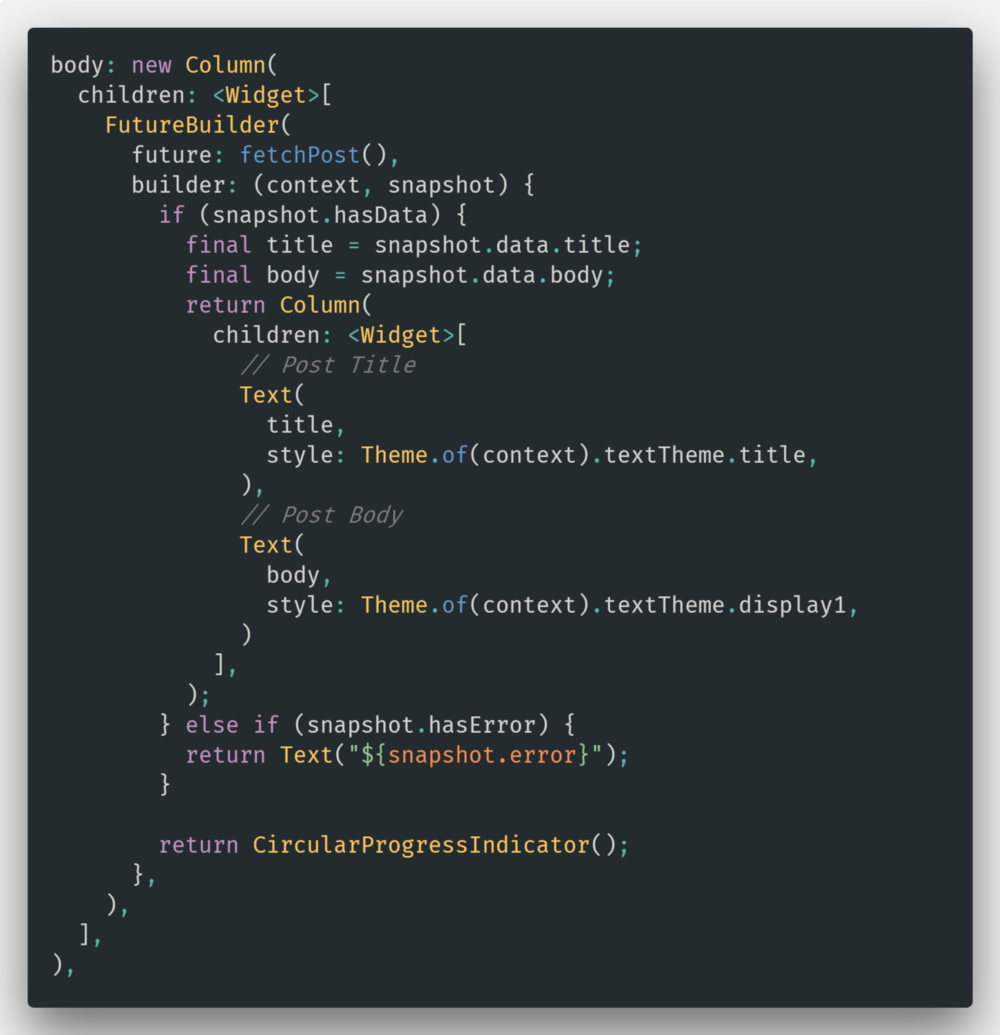 body: new Column(
  children: <Widget>[
    FutureBuilder(
      future: fetchPost(),
      builder: (context, snapshot) {
        if (snapshot.hasData) {
          final title = snapshot.data.title;
          final body = snapshot.data.body;
          return Column(
            children: <Widget>[
              // Post Title
              Text(
                title,
                style: Theme.of(context).textTheme.title,
              ),
              // Post Body
              Text(
                body,
                style: Theme.of(context).textTheme.display1,
              )
            ],
          );
        } else if (snapshot.hasError) {
          return Text("${snapshot.error}");
        }

        return CircularProgressIndicator();
      },
    ),
  ],
),